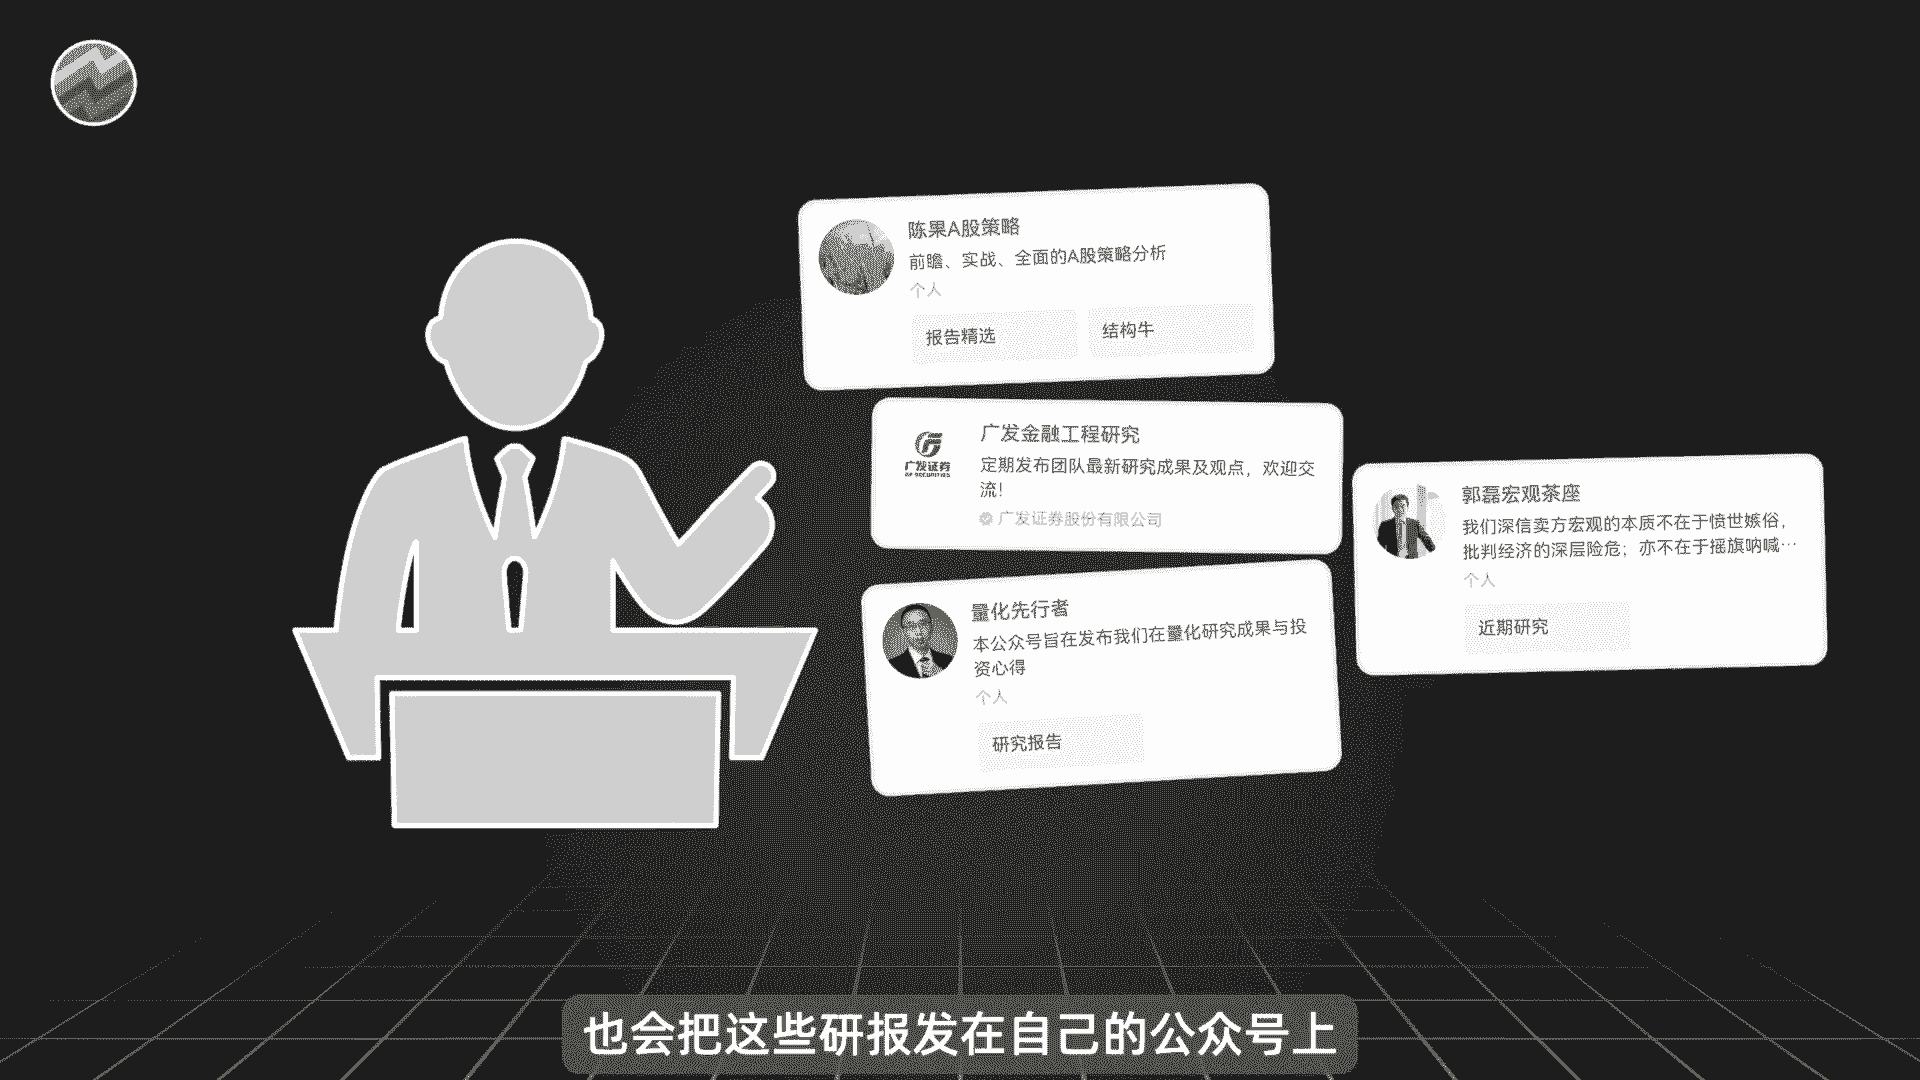 陈果A股策略
前瞻、实战、全面的A股策略分析
个人
报告精选
结构牛
广发证券
GF SECURITIES
广发金融工程研究
定期发布团队最新研究成果及观点，欢迎交
流！
广发证券股份有限公司
郭磊宏观茶座
我们深信卖方宏观的本质不在于愤世嫉俗，
批判经济的深层险危；亦不在于摇旗呐喊…
个人
近期研究
量化先行者
本公众号旨在发布我们在量化研究成果与投
资心得
个人
研究报告
也会把这些研报发在自己的公众号上